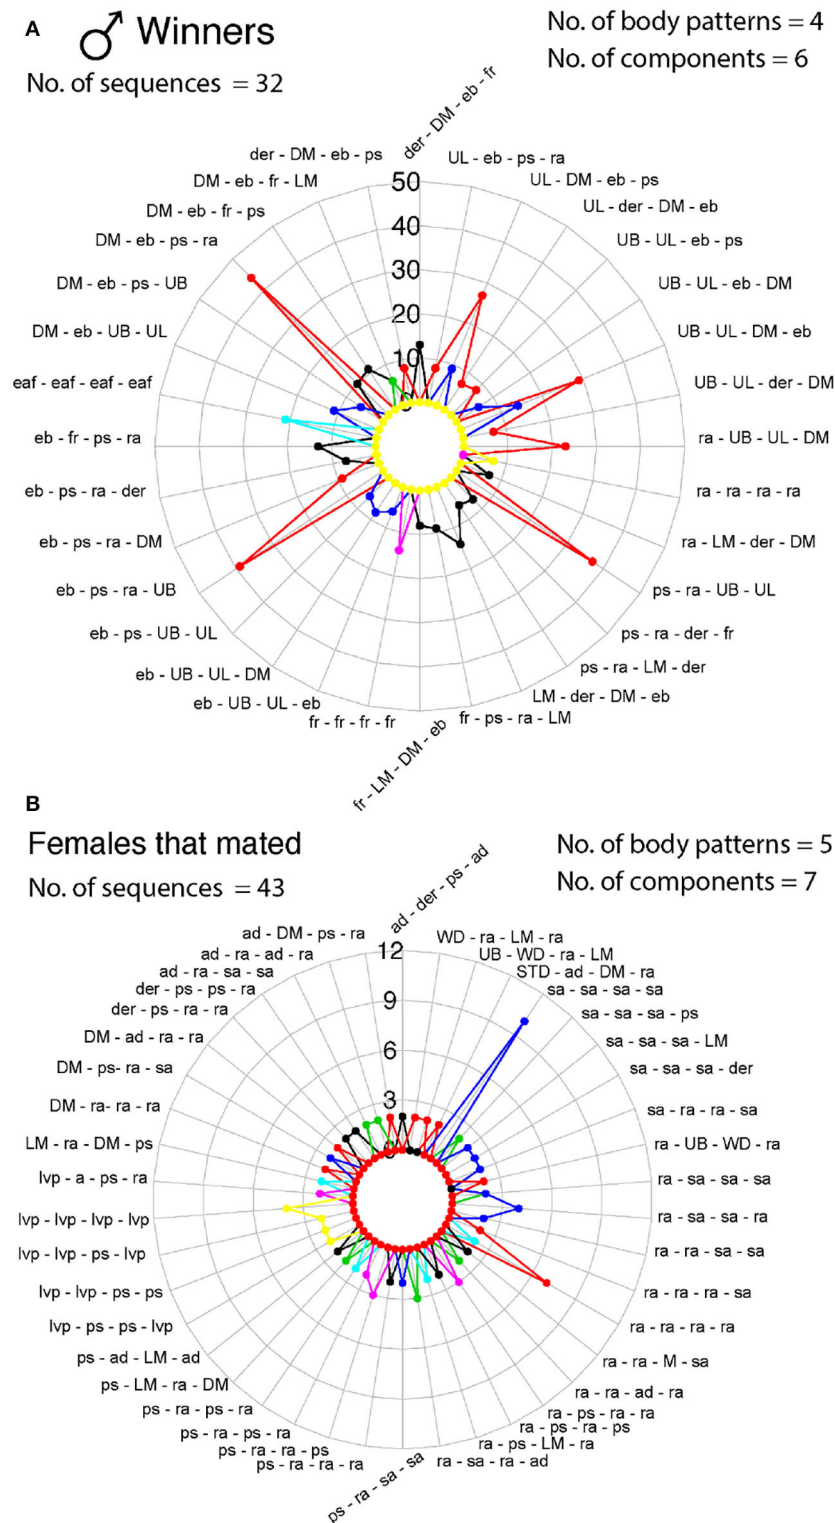 A
♂ Winners
No. of body patterns = 4
No. of sequences = 32
No. of components = 6
der - DM - eb - fr
der - DM - eb - ps
UL - eb - ps - ra
DM - eb - fr - LM
UL - DM - eb - ps
DM - eb - fr - ps
UL - der - DM - eb
DM - eb - ps - ra
UB - UL - eb - ps
DM - eb - ps - UB
UB - UL - eb - DM
DM - eb - UB - UL
UB - UL - DM - eb
eaf - eaf - eaf - eaf
UB - UL - der - DM
eb - fr - ps - ra
ra - UB - UL - DM
eb - ps - ra - der
ra - ra - ra - ra
eb - ps - ra - DM
ra - LM - der - DM
eb - ps - ra - UB
ps - ra - UB - UL
eb - ps - UB - UL
ps - ra - der - fr
eb - UB - UL - DM
ps - ra - LM - der
eb - UB - UL - eb
LM - der - DM - eb
fr - fr - fr - fr
fr - ps - ra - LM
fr - LM - DM - eb
50
40
30
20
10
B
Females that mated
No. of body patterns = 5
No. of sequences = 43
No. of components = 7
ad - der - ps - ad
ad - DM - ps - ra
WD - ra - LM - ra
ad - ra - ad - ra
UB - WD - ra - LM
ad - ra - sa - sa
STD - ad - DM - ra
der - ps - ps - ra
sa - sa - sa - sa
der - ps - ra - ra
sa - sa - sa - ps
DM - ad - ra - ra
sa - sa - sa - LM
DM - ps- ra - sa
sa - sa - sa - der
DM - ra- ra - ra
sa - ra - ra - sa
LM - ra - DM - ps
ra - UB - WD - ra
lvp - a - ps - ra
ra - sa - sa - sa
lvp - lvp - lvp - lvp
ra - sa - sa - ra
lvp - lvp - ps - lvp
ra - ra - sa - sa
lvp - lvp - ps - ps
ra - ra - ra - sa
lvp - ps - ps - lvp
ra - ra - ra - ra
ps - ad - LM - ad
ra - ra - M - sa
ps - LM - ra - DM
ra - ra - ad - ra
ps - ra - ps - ra
ra - ps - ra - ra
ps - ra - ps - ra
ra - ps - ra - ps
ps - ra - ra - ps
ra - ps - LM - ra
ps - ra - ra - ra
ra - sa - ra - ad
ps - ra - sa - sa
12
9
6
3